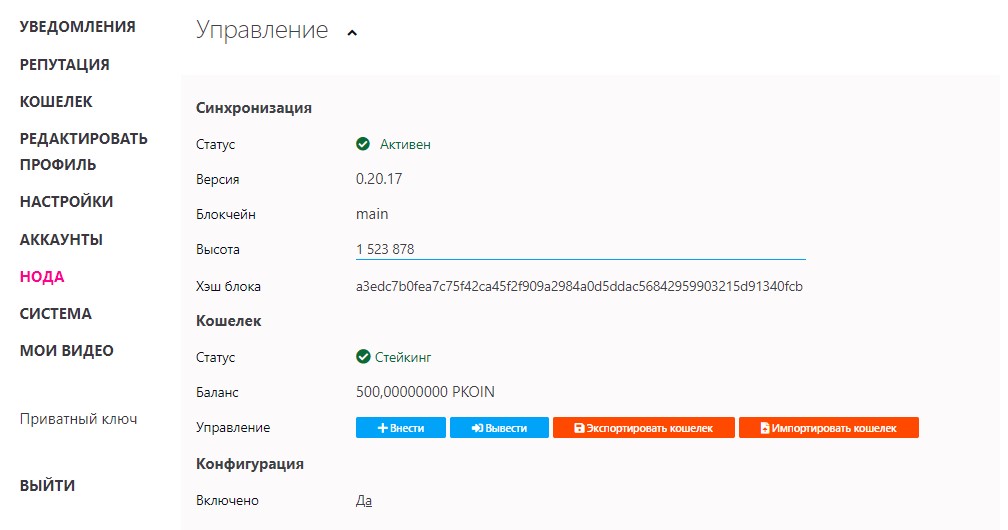 УВЕДОМЛЕНИЯ
РЕПУТАЦИЯ
КОШЕЛЕК
РЕДАКТИРОВАТЬ
ПРОФИЛЬ
НАСТРОЙКИ
АККАУНТЫ
НОДА
СИСТЕМА
МОИ ВИДЕО
Приватный ключ
ВЫЙТИ
Управление
Синхронизация
Статус Активен
Версия 0.20.17
Блокчейн main
Высота 1 523 878
Хэш блока a3edc7b0fea7c75f42ca45f2f909a2984a0d5ddac56842959903215d91340fcb
Кошелек
Статус Стейкинг
Баланс 500,00000000 PKOIN
Управление Внести Вывести Экспортировать кошелек Импортировать кошелек
Конфигурация
Включено Да